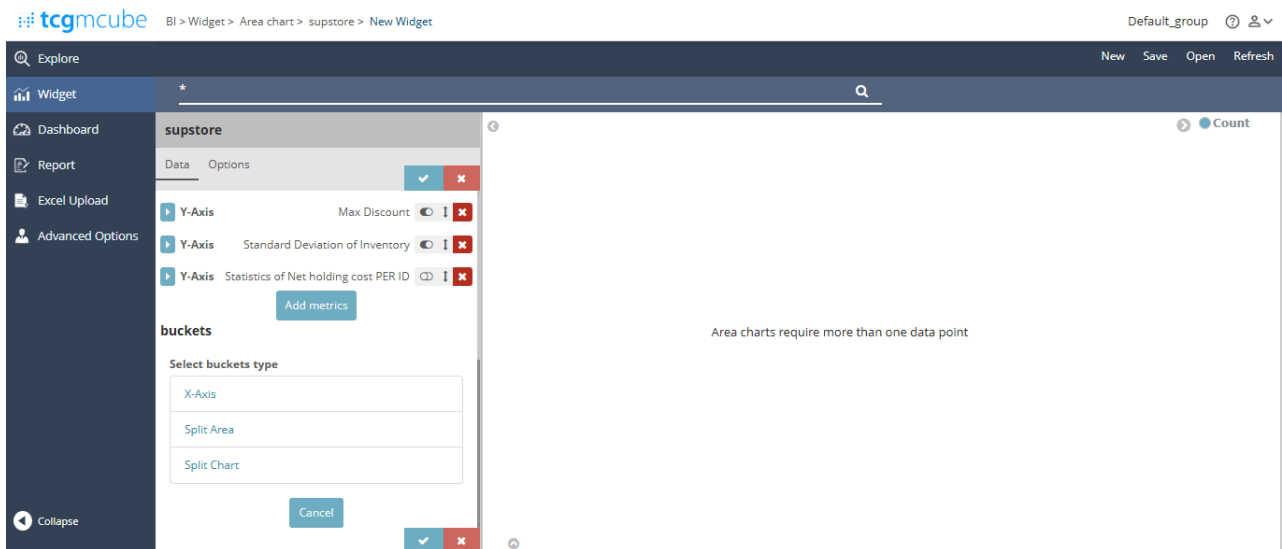 tcgmcube BI > Widget > Area chart > supstore > New Widget Default_group
Explore New Save Open Refresh
Widget *
Dashboard supstore Count
Report Data Options
Excel Upload Y-Axis Max Discount
Advanced Options Y-Axis Standard Deviation of Inventory
Y-Axis Statistics of Net holding cost PER ID
Add metrics
buckets
Area charts require more than one data point
Select buckets type
X-Axis
Split Area
Split Chart
Cancel
Collapse